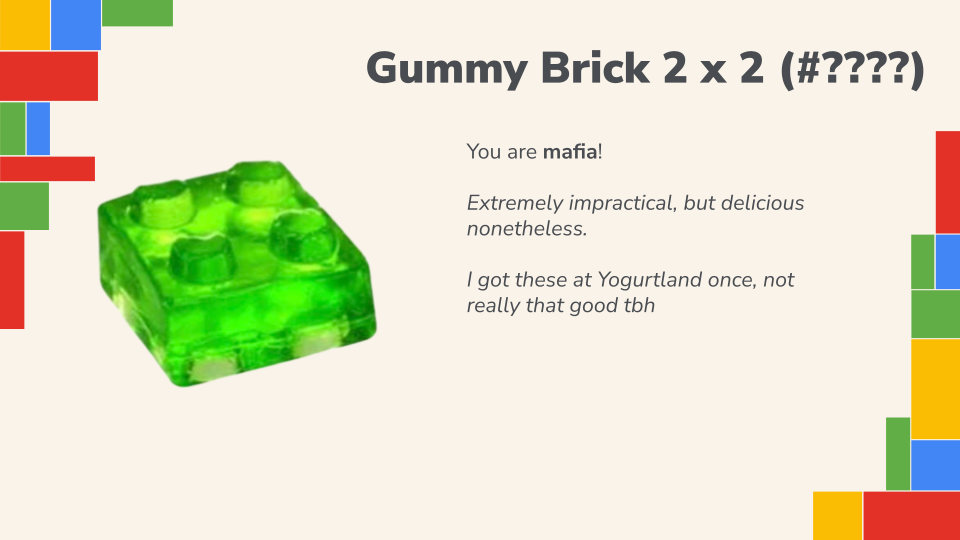 Gummy Brick 2 x 2 (#????)
You are mafia!
Extremely impractical, but delicious
nonetheless.
I got these at Yogurtland once, not
really that good tbh